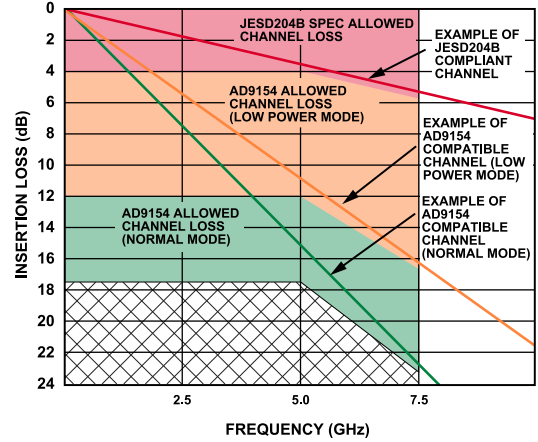 0
2
4
6
8
10
12
14
16
18
20
22
24
INSERTION LOSS (dB)
JESD204B SPEC ALLOWED
CHANNEL LOSS
EXAMPLE OF
JESD204B
COMPLIANT
CHANNEL
AD9154 ALLOWED
CHANNEL LOSS
(LOW POWER MODE)
EXAMPLE OF
AD9154
COMPATIBLE
CHANNEL (LOW
POWER MODE)
AD9154 ALLOWED
CHANNEL LOSS
(NORMAL MODE)
EXAMPLE OF
AD9154
COMPATIBLE
CHANNEL
(NORMAL MODE)
2.5
5.0
7.5
FREQUENCY (GHz)